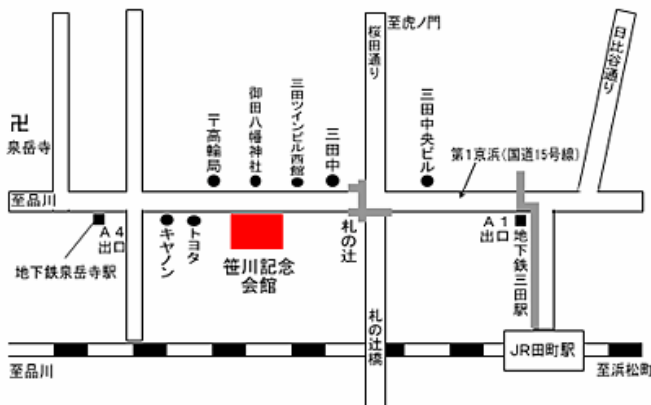 至虎ノ門
桜田通り
日比谷通り
卍
泉岳寺
〒高輪局
御田八幡神社
三田ツインビル西館
三田中
三田中央ビル
第1京浜(国道15号線)
至品川
A4
出口
地下鉄泉岳寺駅
キヤノン
トヨタ
笹川記念
会館
札の辻
A1
出口
地下鉄三田駅
札の辻橋
JR田町駅
至品川
至浜松町